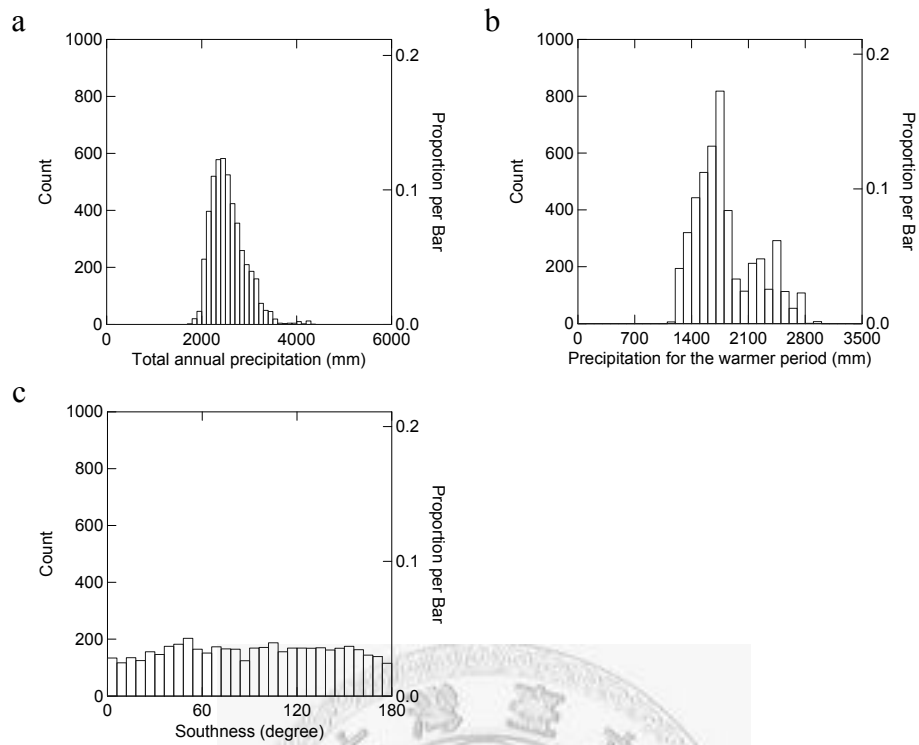 a
1000
800
600
400
200
0
Count
0.2
0.1
0.0
Proportion per Bar
0 2000 4000 6000
Total annual precipitation (mm)
b
1000
800
600
400
200
0
Count
0.2
0.1
0.0
Proportion per Bar
0 700 1400 2100 2800 3500
Precipitation for the warmer period (mm)
c
1000
800
600
400
200
0
Count
0.2
0.1
0.0
Proportion per Bar
0 60 120 180
Southness (degree)